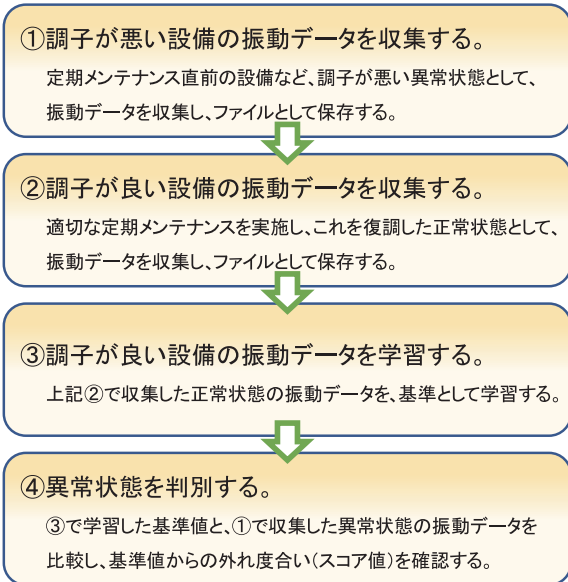 ①調子が悪い設備の振動データを収集する。
定期メンテナンス直前の設備など、調子が悪い異常状態として、
振動データを収集し、ファイルとして保存する。
②調子が良い設備の振動データを収集する。
適切な定期メンテナンスを実施し、これを復調した正常状態として、
振動データを収集し、ファイルとして保存する。
③調子が良い設備の振動データを学習する。
上記②で収集した正常状態の振動データを、基準として学習する。
④異常状態を判別する。
③で学習した基準値と、①で収集した異常状態の振動データを
比較し、基準値からの外れ度合い(スコア値)を確認する。